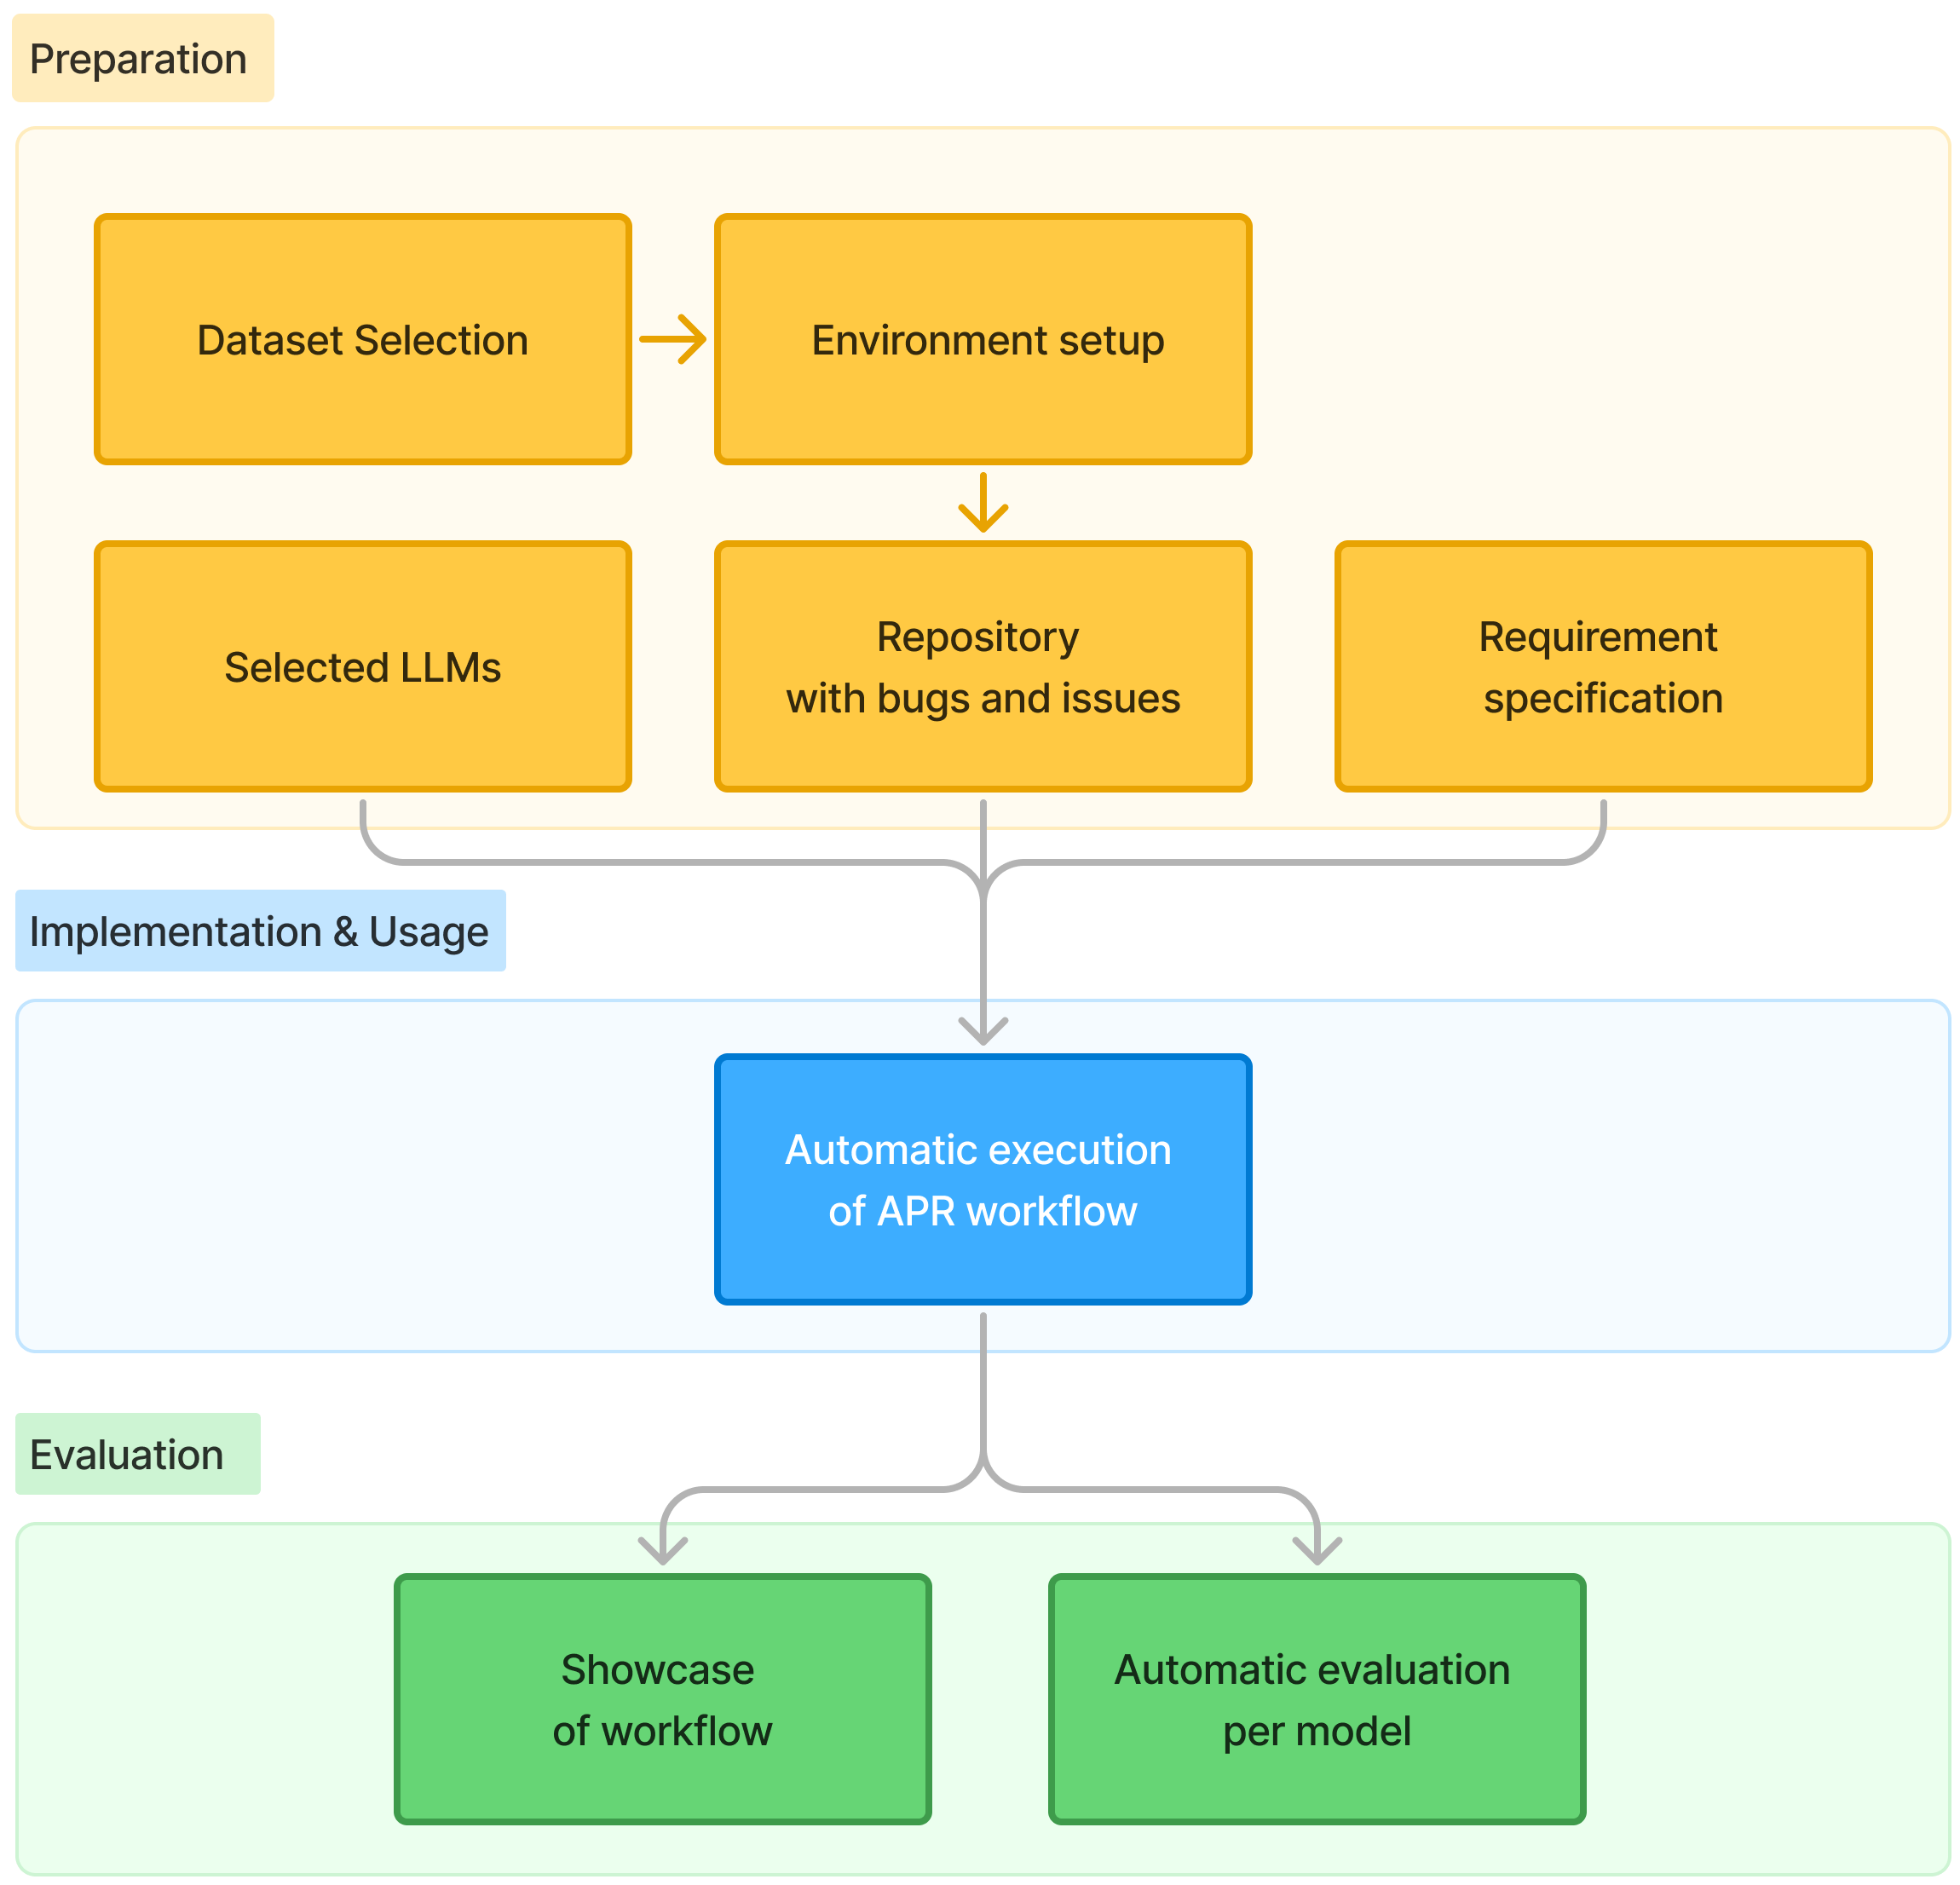 Preparation
Dataset Selection
Environment setup
Selected LLMs
Repository
with bugs and issues
Requirement
specification
Implementation & Usage
Automatic execution
of APR workflow
Evaluation
Showcase
of workflow
Automatic evaluation
per model